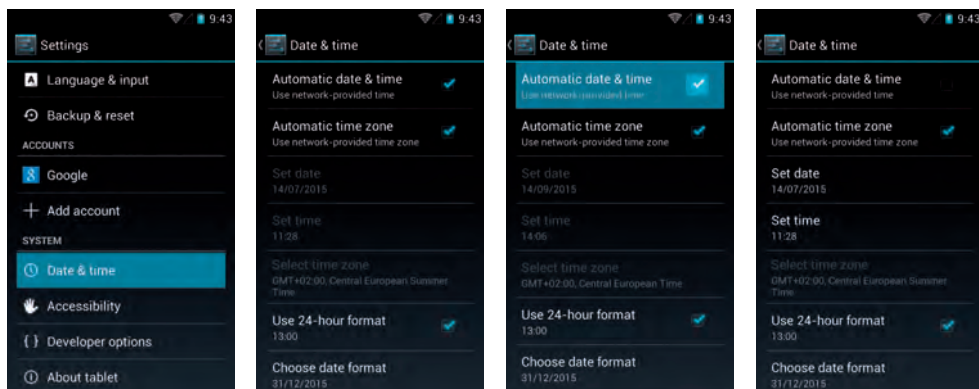 9:43
Settings
Language & input
Backup & reset
ACCOUNTS
Google
Add account
SYSTEM
Date & time
Accessibility
{ } Developer options
About tablet
9:43
Date & time
Automatic date & time
Use network-provided time
Automatic time zone
Use network-provided time zone
Set date
14/07/2015
Set time
11:28
Select time zone
GMT+02:00, Central European Summer
Time
Use 24-hour format
13:00
Choose date format
31/12/2015
9:43
Date & time
Automatic date & time
Use network-provided time
Automatic time zone
Use network-provided time zone
Set date
14/09/2015
Set time
14:06
Select time zone
GMT+02:00, Central European Time
Use 24-hour format
13:00
Choose date format
31/12/2015
9:43
Date & time
Automatic date & time
Use network-provided time
Automatic time zone
Use network-provided time zone
Set date
14/07/2015
Set time
11:28
Select time zone
GMT+02:00, Central European Summer
Time
Use 24-hour format
13:00
Choose date format
31/12/2015